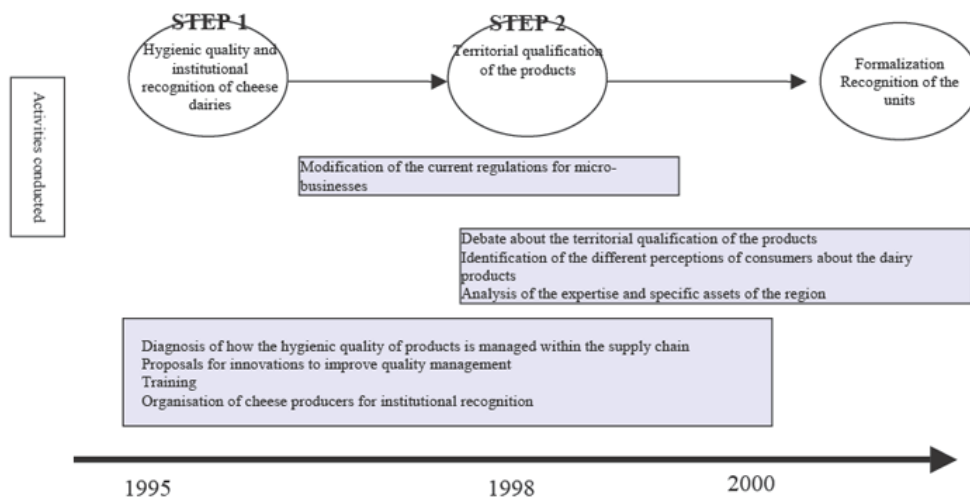 STEP 1
Hygienic quality and
institutional
recognition of cheese
dairies
STEP 2
Territorial qualification
of the products
Formalization
Recognition of the
units
Activities conducted
Modification of the current regulations for micro-
businesses
Debate about the territorial qualification of the products
Identification of the different perceptions of consumers about the dairy
products
Analysis of the expertise and specific assets of the region
Diagnosis of how the hygienic quality of products is managed within the supply chain
Proposals for innovations to improve quality management
Training
Organisation of cheese producers for institutional recognition
1995
1998
2000